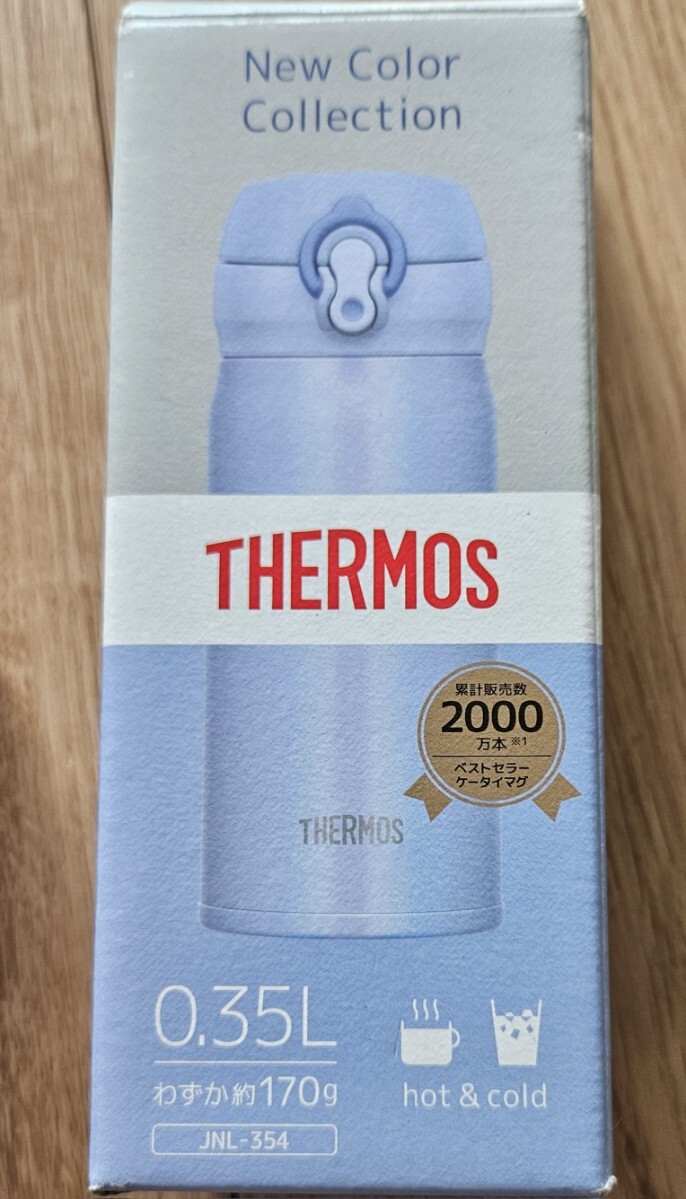 New Color
Collection
THERMOS
累計販売数
2000
万本※1
ベストセラー
ケータイマグ
THERMOS
0.35L
わずか約170g
JNL-354
hot & cold